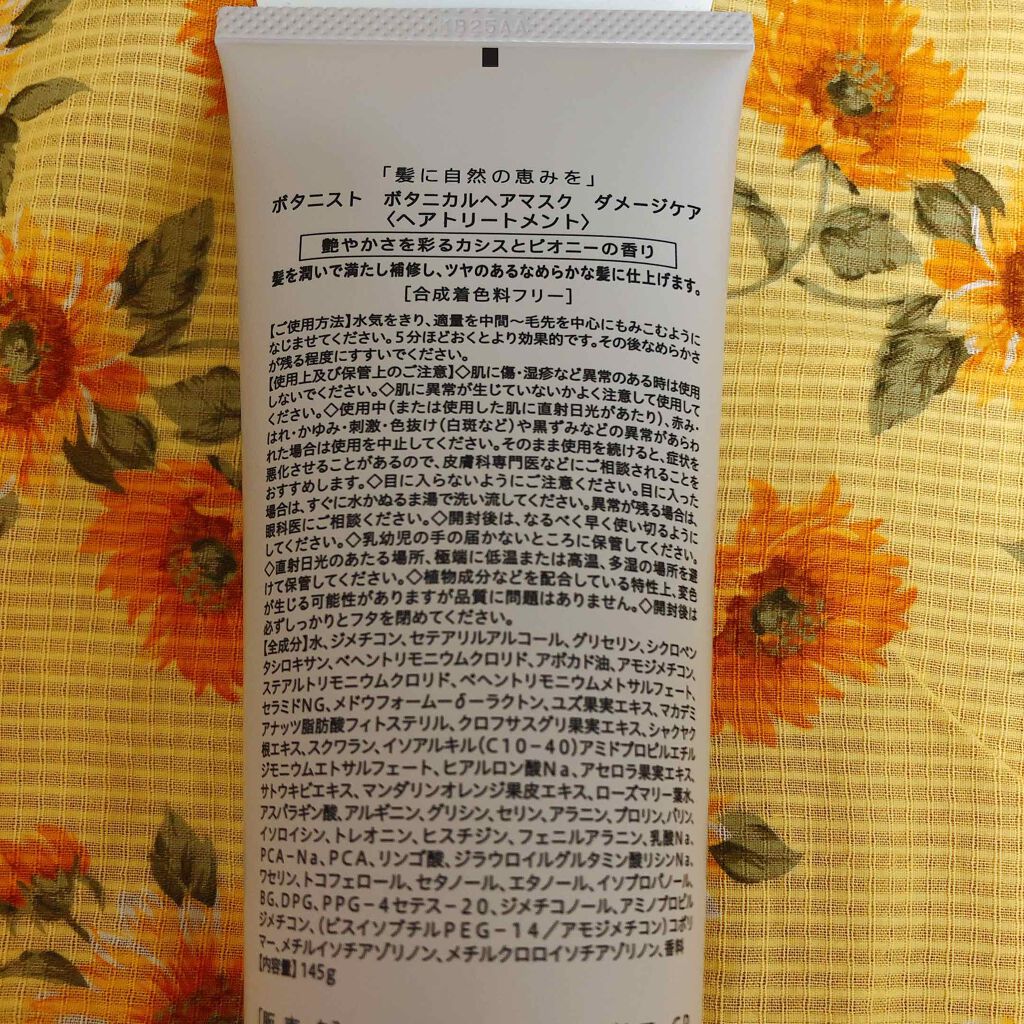 1825AA
「髪に自然の恵みを」
ボタニスト ボタニカルヘアマスク ダメージケア
〈ヘアトリートメント〉
艶やかさを彩るカシスとピオニーの香り
髪を潤いで満たし補修し、ツヤのあるなめらかな髪に仕上げます。
[合成着色料フリー]
【ご使用方法】水気をきり、適量を中間〜毛先を中心にもみこむように
なじませてください。5分ほどおくとより効果的です。その後なめらかさ
が残る程度にすすいでください。
【使用上及び保管上のご注意】◇肌に傷・湿疹など異常のある時は使用
しないでください。◇肌に異常が生じていないかよく注意して使用して
ください。◇使用中(または使用した肌に直射日光があたり)、赤み・
はれ・かゆみ・刺激・色抜け(白斑など)や黒ずみなどの異常があらわ
れた場合は使用を中止してください。そのまま使用を続けると、症状を
悪化させることがあるので、皮膚科専門医などにご相談されることを
おすすめします。◇目に入らないようにご注意ください。目に入った
場合は、すぐに水かぬるま湯で洗い流してください。異常が残る場合は、
眼科医にご相談ください。◇開封後は、なるべく早く使い切るように
してください。◇乳幼児の手の届かないところに保管してください。
◇直射日光のあたる場所、極端に低温または高温、多湿の場所を避
けて保管してください。◇植物成分などを配合している特性上、変色
が生じる可能性がありますが品質に問題はありません。◇開封後は
必ずしっかりとフタを閉めてください。
【全成分】水、ジメチコン、セテアリルアルコール、グリセリン、シクロペン
タシロキサン、ベヘントリモニウムクロリド、アボカド油、アモジメチコン、
ステアルトリモニウムクロリド、ベヘントリモニウムメトサルフェート、
セラミドNG、メドウフォームーδ－ラクトン、ユズ果実エキス、マカデミ
アナッツ脂肪酸フィトステリル、クロフサスグリ果実エキス、シャクヤク
根エキス、スクワラン、イソアルキル(C10-40)アミドプロピルエチル
ジモニウムエトサルフェート、ヒアルロン酸Na、アセロラ果実エキス、
サトウキビエキス、マンダリンオレンジ果皮エキス、ローズマリー葉水、
アスパラギン酸、アルギニン、グリシン、セリン、アラニン、プロリン、バリン、
イソロイシン、トレオニン、ヒスチジン、フェニルアラニン、乳酸Na、
PCA-Na、PCA、リンゴ酸、ジラウロイルグルタミン酸リシンNa、
ワセリン、トコフェロール、セタノール、エタノール、イソプロパノール、
BG、DPG、PPG-4セテス-20、ジメチコノール、アミノプロピル
ジメチコン、(ビスイソブチルPEG-14/アモジメチコン)コポリ
マー、メチルイソチアゾリノン、メチルクロロイソチアゾリノン、香料
【内容量】145g